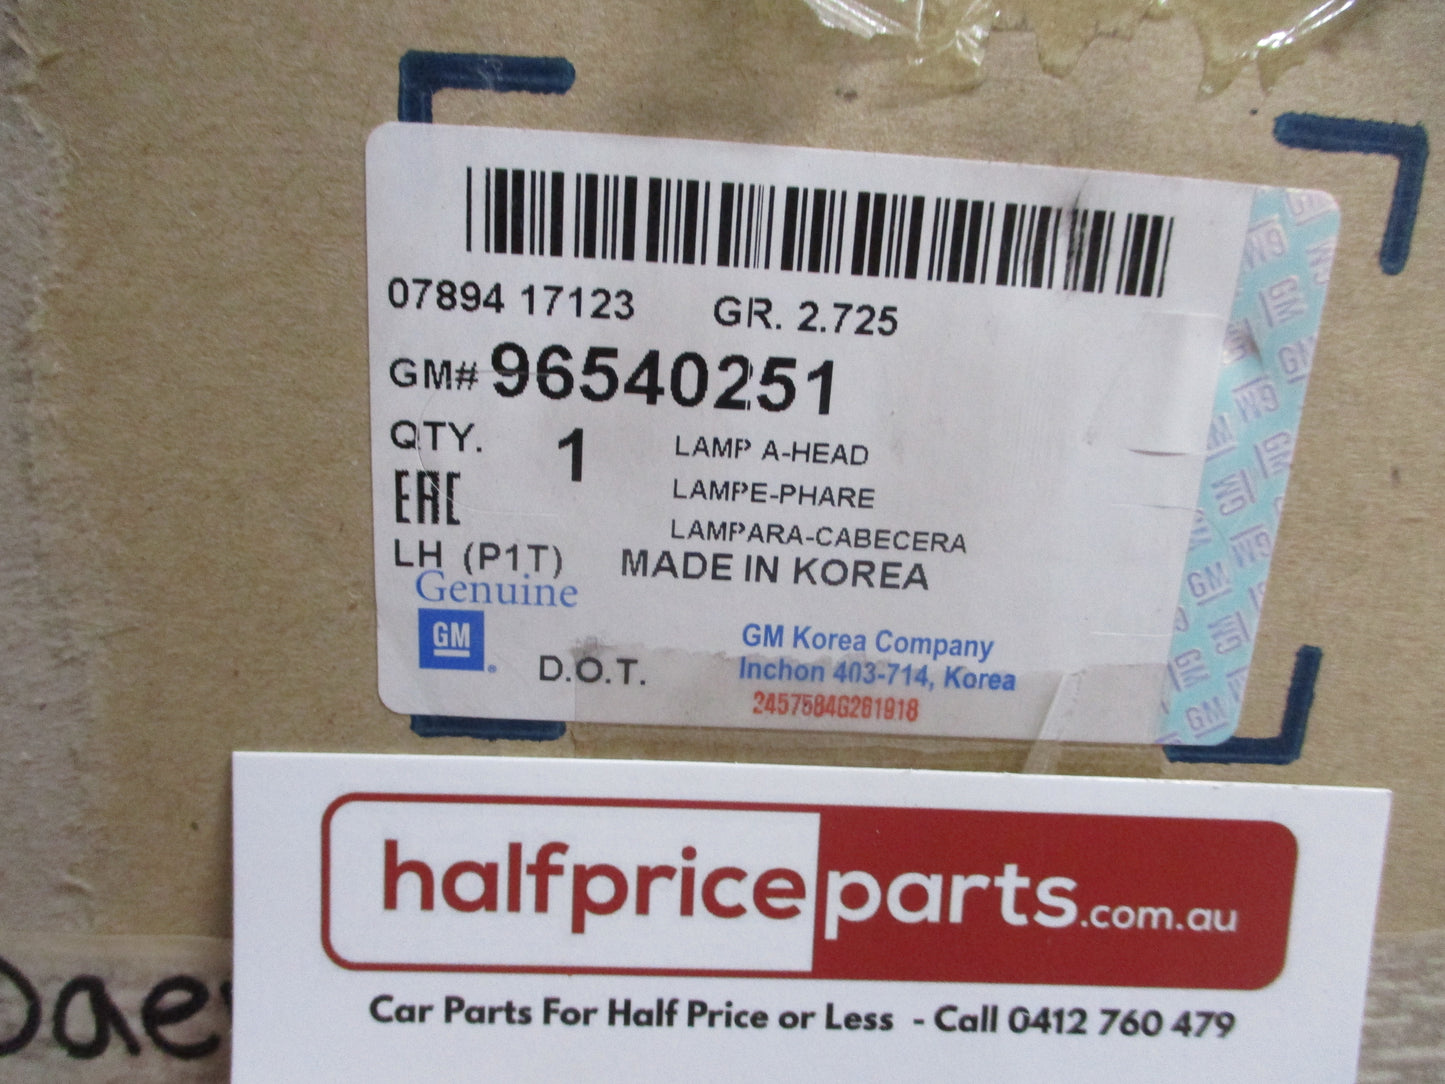 07894 17123 GR. 2.725
GM# 96540251
QTY. 1 LAMP A-HEAD
LAMPE-PHARE
EAC
LAMPARA-CABECERA
LH (P1T) MADE IN KOREA
Genuine
GM
D.O.T.
GM Korea Company
Inchon 403-714, Korea
2457584G261918
halfpriceparts.com.au
Car Parts For Half Price or Less - Call 0412 760 479